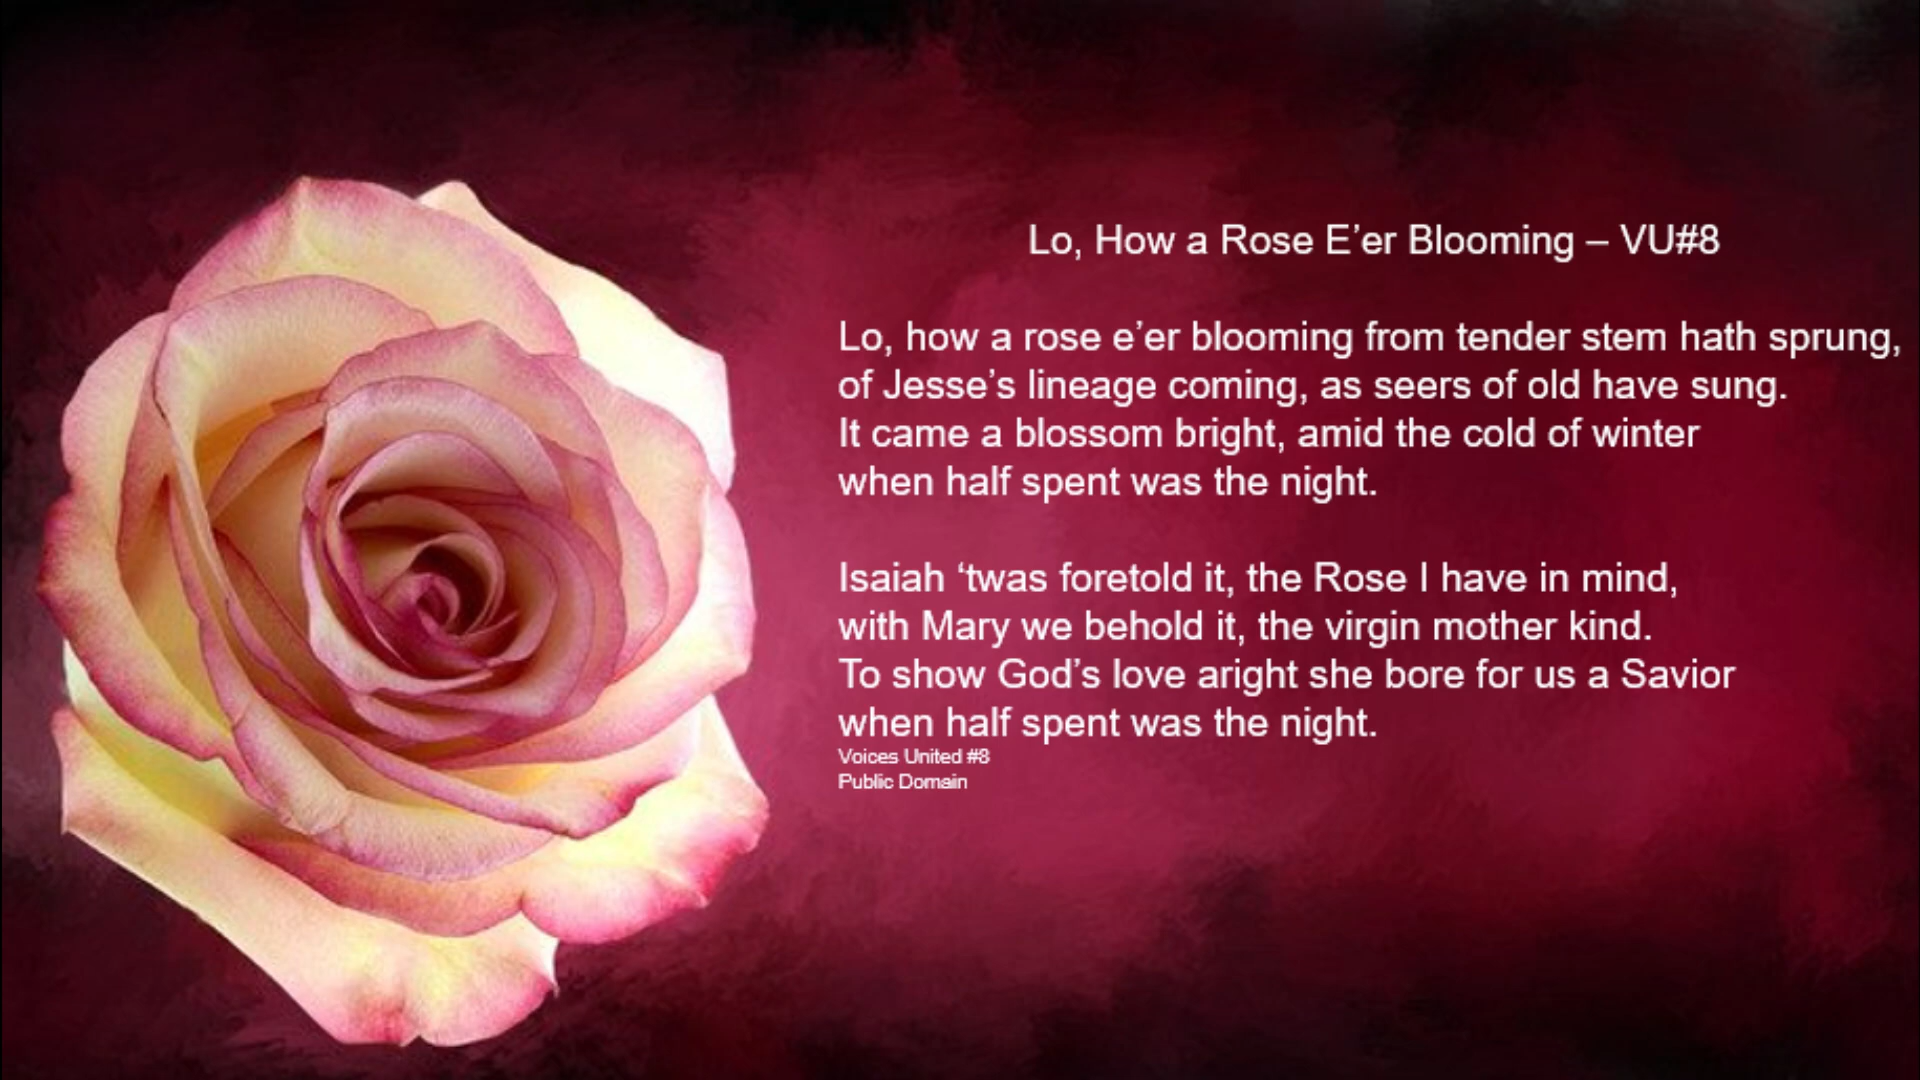 Lo, How a Rose E’er Blooming – VU#8
Lo, how a rose e’er blooming from tender stem hath sprung,
of Jesse’s lineage coming, as seers of old have sung.
It came a blossom bright, amid the cold of winter
when half spent was the night.
Isaiah ‘twas foretold it, the Rose I have in mind,
with Mary we behold it, the virgin mother kind.
To show God’s love aright she bore for us a Savior
when half spent was the night.
Voices United #8
Public Domain